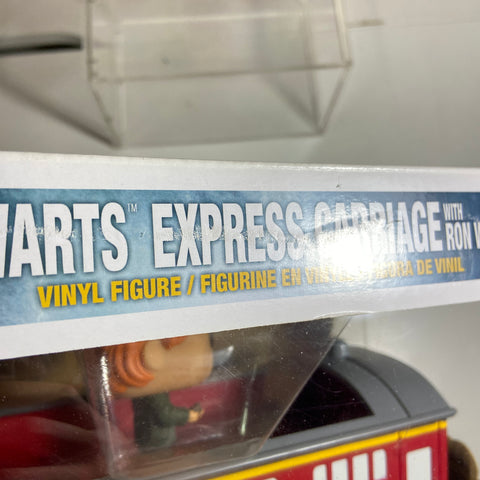 WARTS™ EXPRESS CARRIAGE WITH
RON W
VINYL FIGURE / FIGURINE EN DE VINIL